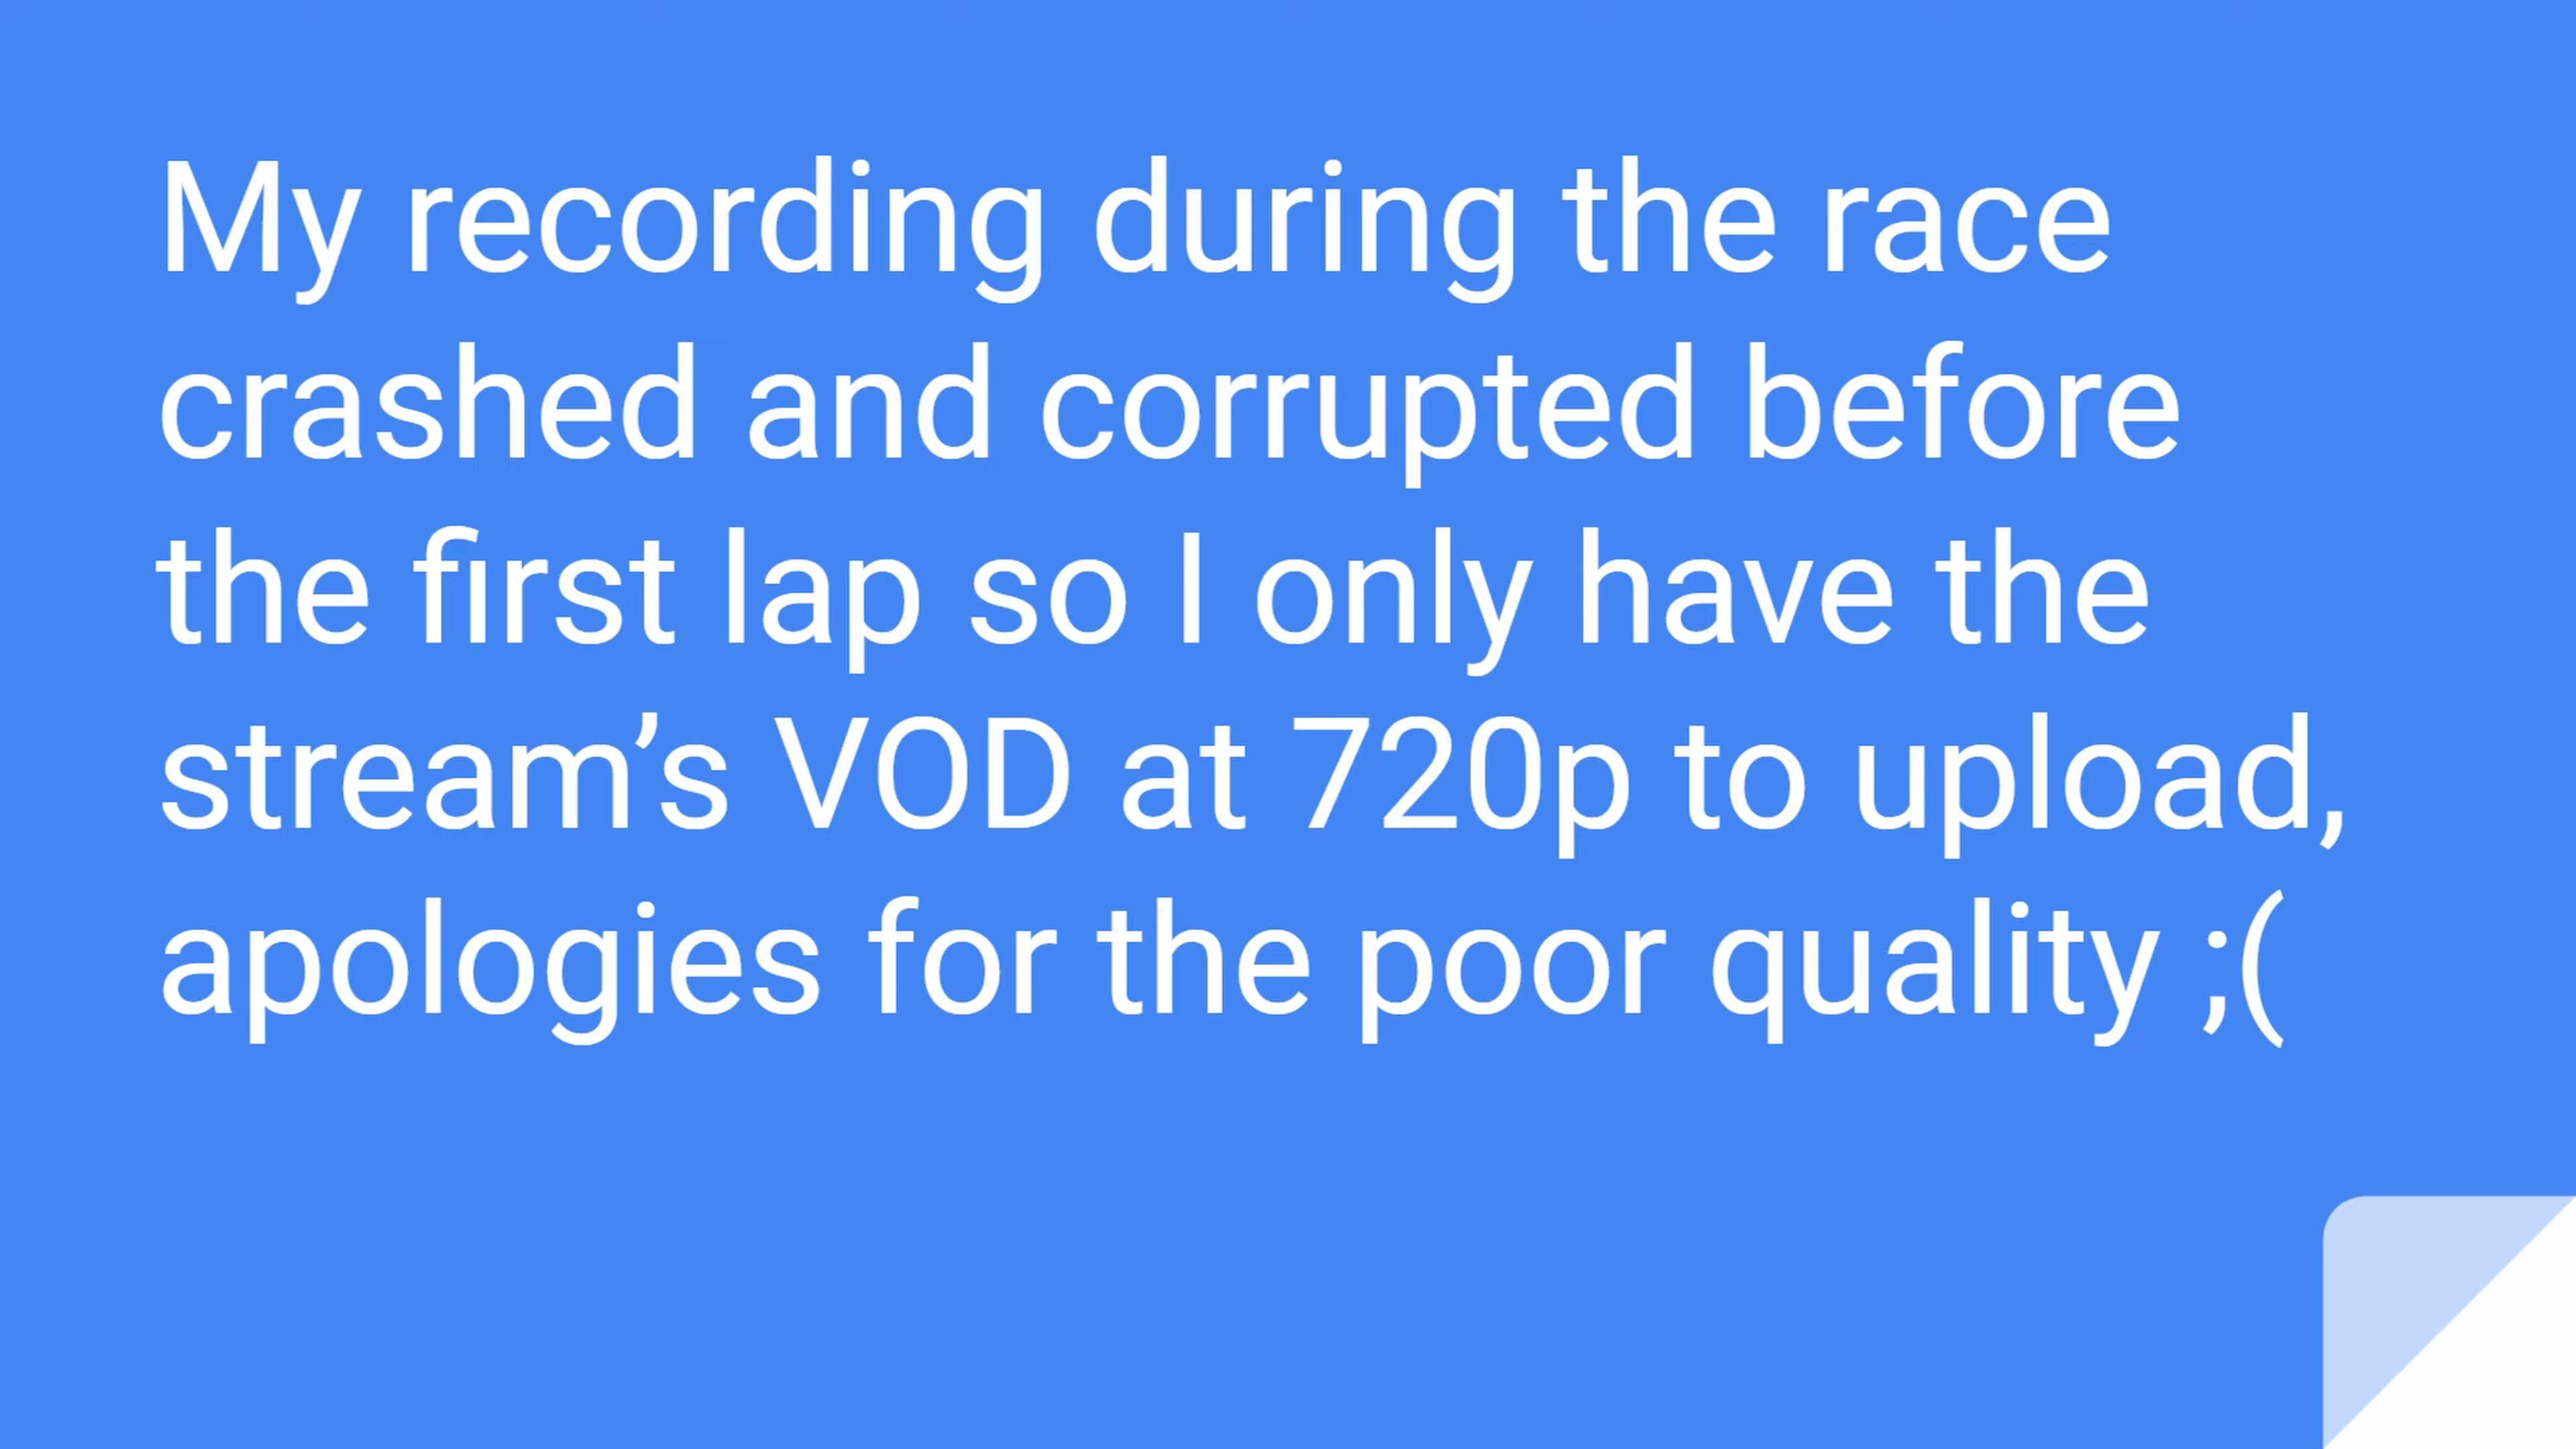 My recording during the race
crashed and corrupted before
the first lap so I only have the
stream’s VOD at 720p to upload,
apologies for the poor quality ;(